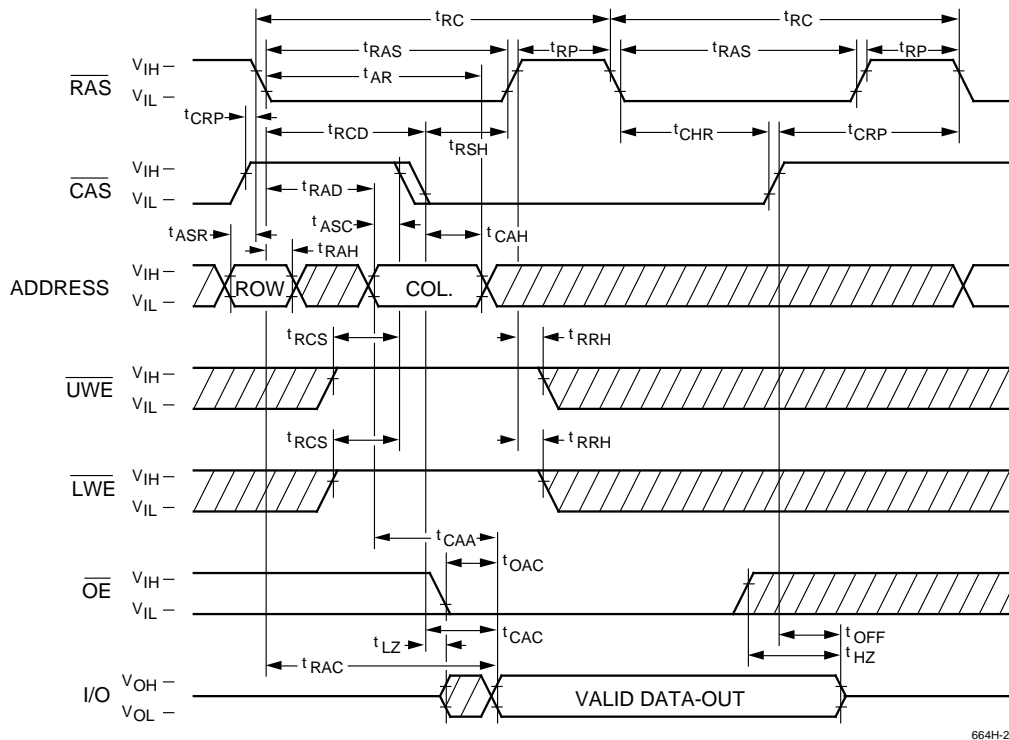 tRC tRC
tRAS tRP tRAS tRP
RAS VIH VIL tAR
tCRP tRCD tRSH tCHR tCRP
CAS VIH VIL tRAD
tASC tCAH
tASR tRAH
ADDRESS VIH VIL ROW COL.
tRCS tRRH
UWE VIH VIL
tRCS tRRH
LWE VIH VIL
tCAA
tOAC
OE VIH VIL
tLZ tCAC tOFF
tHZ
tRAC
I/O VOH VOL VALID DATA-OUT
664H-2